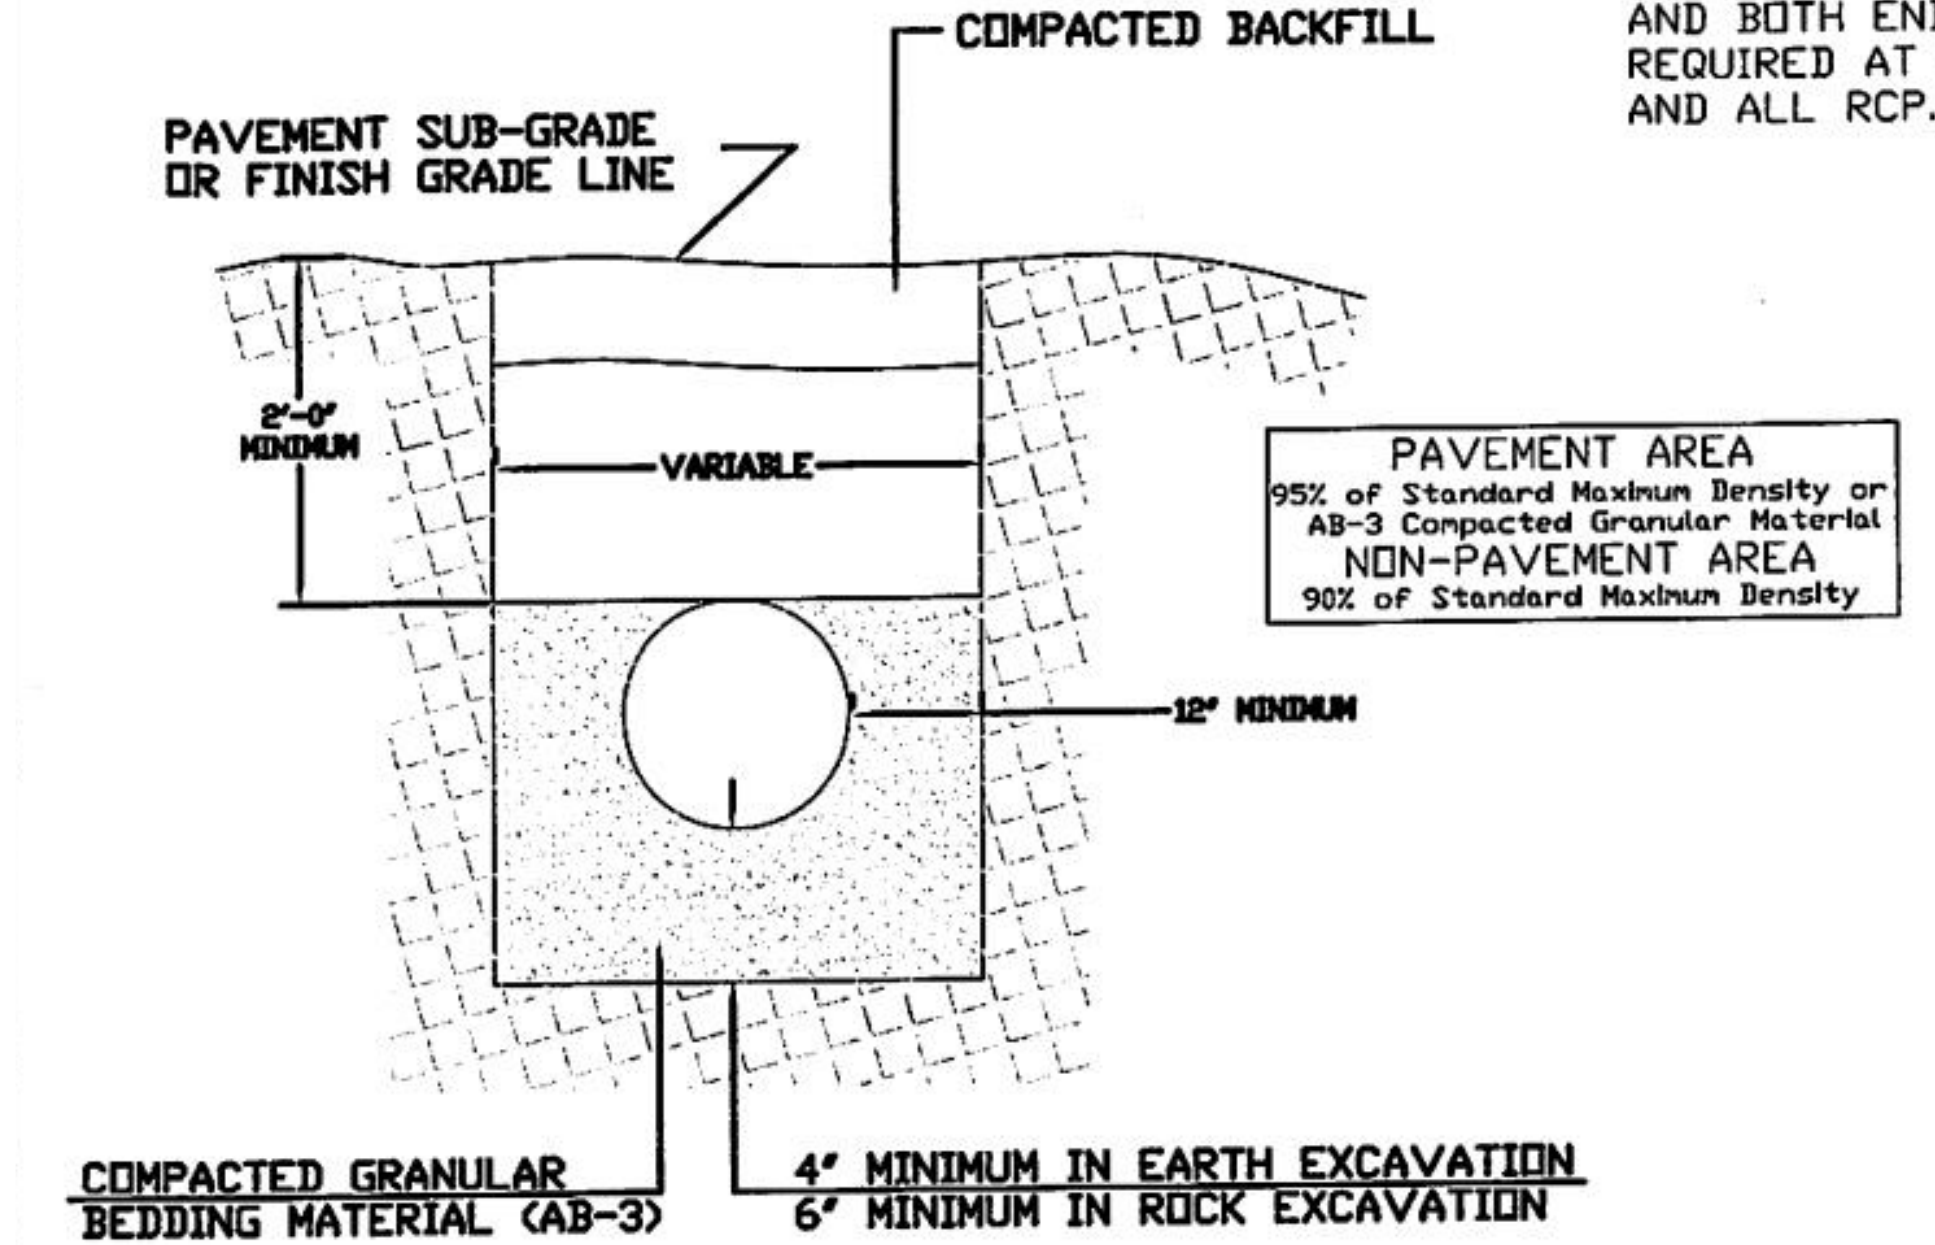 COMPACTED BACKFILL
AND BOTH
REQUIRED AT
AND ALL RCP.
PAVEMENT SUB-GRADE
OR FINISH GRADE LINE
2'-0"
MINIMUM
VARIABLE
PAVEMENT AREA
95% of Standard Maximum Density or
AB-3 Compacted Granular Material
NON-PAVEMENT AREA
90% of Standard Maximum Density
12" MINIMUM
COMPACTED GRANULAR
BEDDING MATERIAL (AB-3)
4" MINIMUM IN EARTH EXCAVATION
6" MINIMUM IN ROCK EXCAVATION